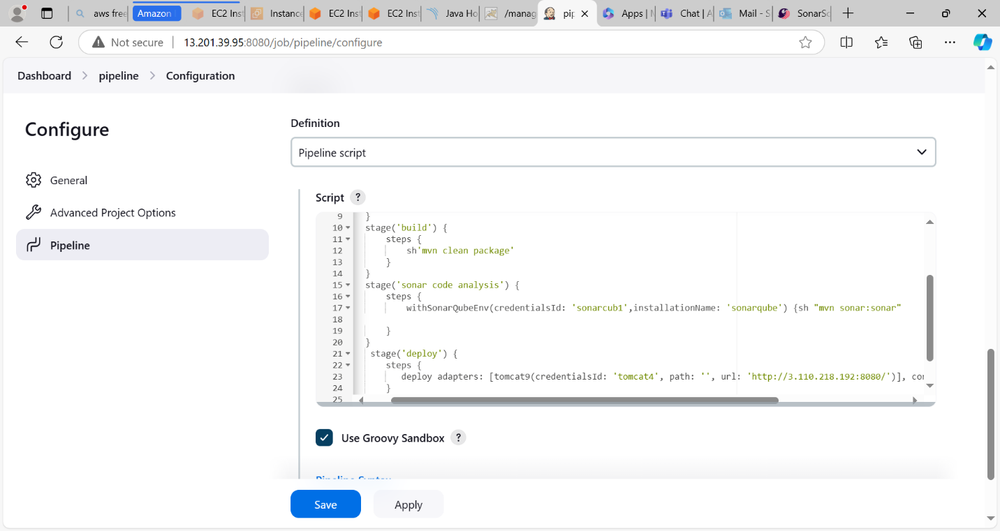 aws free
Amazon
EC2 Inst
Instance
EC2 Inst
EC2 Inst
Java Ho
/manag
pip
Apps | M
Chat | A
Mail - S
SonarSo
Not secure
13.201.39.95:8080/job/pipeline/configure
Dashboard > pipeline > Configuration
Configure
General
Advanced Project Options
Pipeline
Definition
Pipeline script
Script ?
9 }
10 stage('build') {
11 steps {
12 sh'mvn clean package'
13 }
14 }
15 stage('sonar code analysis') {
16 steps {
17 withSonarQubeEnv(credentialsId: 'sonarcub1',installationName: 'sonarqube') {sh "mvn sonar:sonar"
18
19 }
20 }
21 stage('deploy') {
22 steps {
23 deploy adapters: [tomcat9(credentialsId: 'tomcat4', path: '', url: 'http://3.110.218.192:8080/')], con
24 }
25
Use Groovy Sandbox ?
Pipeline Syntax
Save
Apply